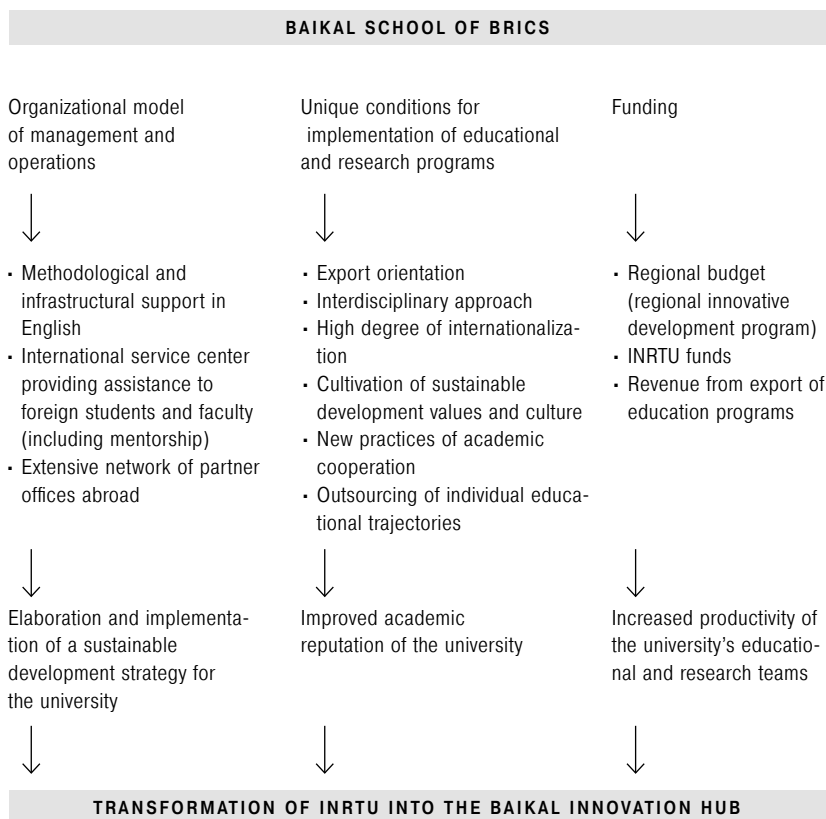 BAIKAL SCHOOL OF BRICS
Organizational model
of management and
operations
Unique conditions for
implementation of educational
and research programs
Funding
· Methodological and
infrastructural support in
English
· International service center
providing assistance to
foreign students and faculty
(including mentorship)
· Extensive network of partner
offices abroad
· Export orientation
· Interdisciplinary approach
· High degree of internationaliza-
tion
· Cultivation of sustainable
development values and culture
· New practices of academic
cooperation
· Outsourcing of individual educa-
tional trajectories
· Regional budget
(regional innovative
development program)
· INRTU funds
· Revenue from export of
education programs
Elaboration and implementa-
tion of a sustainable
development strategy for
the university
Improved academic
reputation of the university
Increased productivity of
the university’s educatio-
nal and research teams
TRANSFORMATION OF INRTU INTO THE BAIKAL INNOVATION HUB